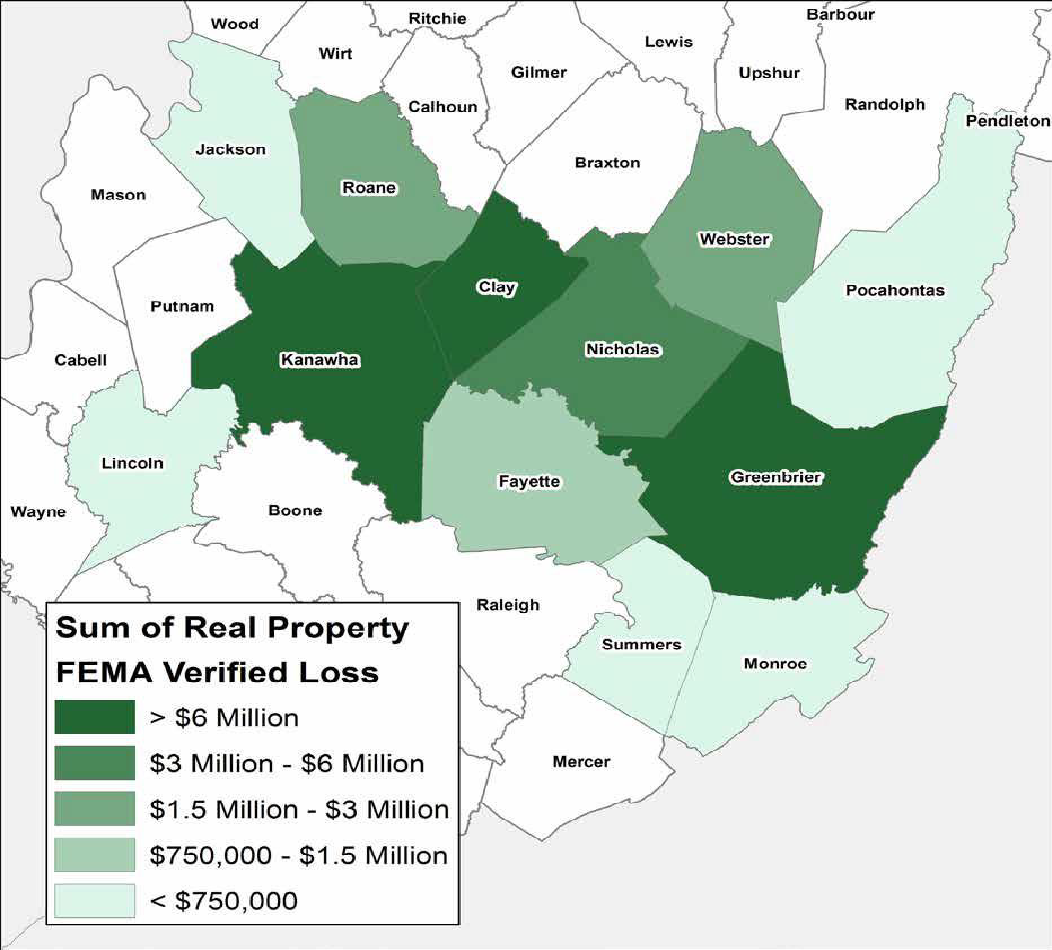 Wood
Ritchie
Barbour
Wirt
Lewis
Gilmer
Upshur
Calhoun
Randolph
Pendleton
Jackson
Braxton
Mason
Roane
Webster
Clay
Pocahontas
Putnam
Nicholas
Cabell
Kanawha
Lincoln
Fayette
Greenbrier
Wayne
Boone
Raleigh
Summers
Monroe
Mercer
Sum of Real Property
FEMA Verified Loss
> $6 Million
$3 Million - $6 Million
$1.5 Million - $3 Million
$750,000 - $1.5 Million
< $750,000